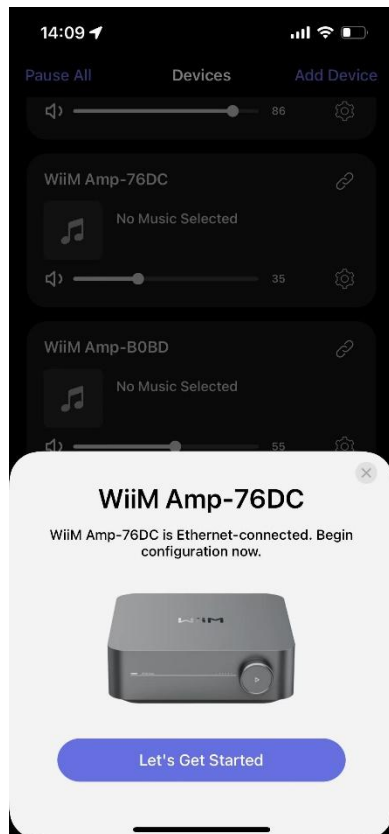 14:09
Pause All
Devices
Add Device
86
WiiM Amp-76DC
No Music Selected
35
WiiM Amp-B0BD
No Music Selected
55
WiiM Amp-76DC
WiiM Amp-76DC is Ethernet-connected. Begin
configuration now.
WiiM
Let's Get Started